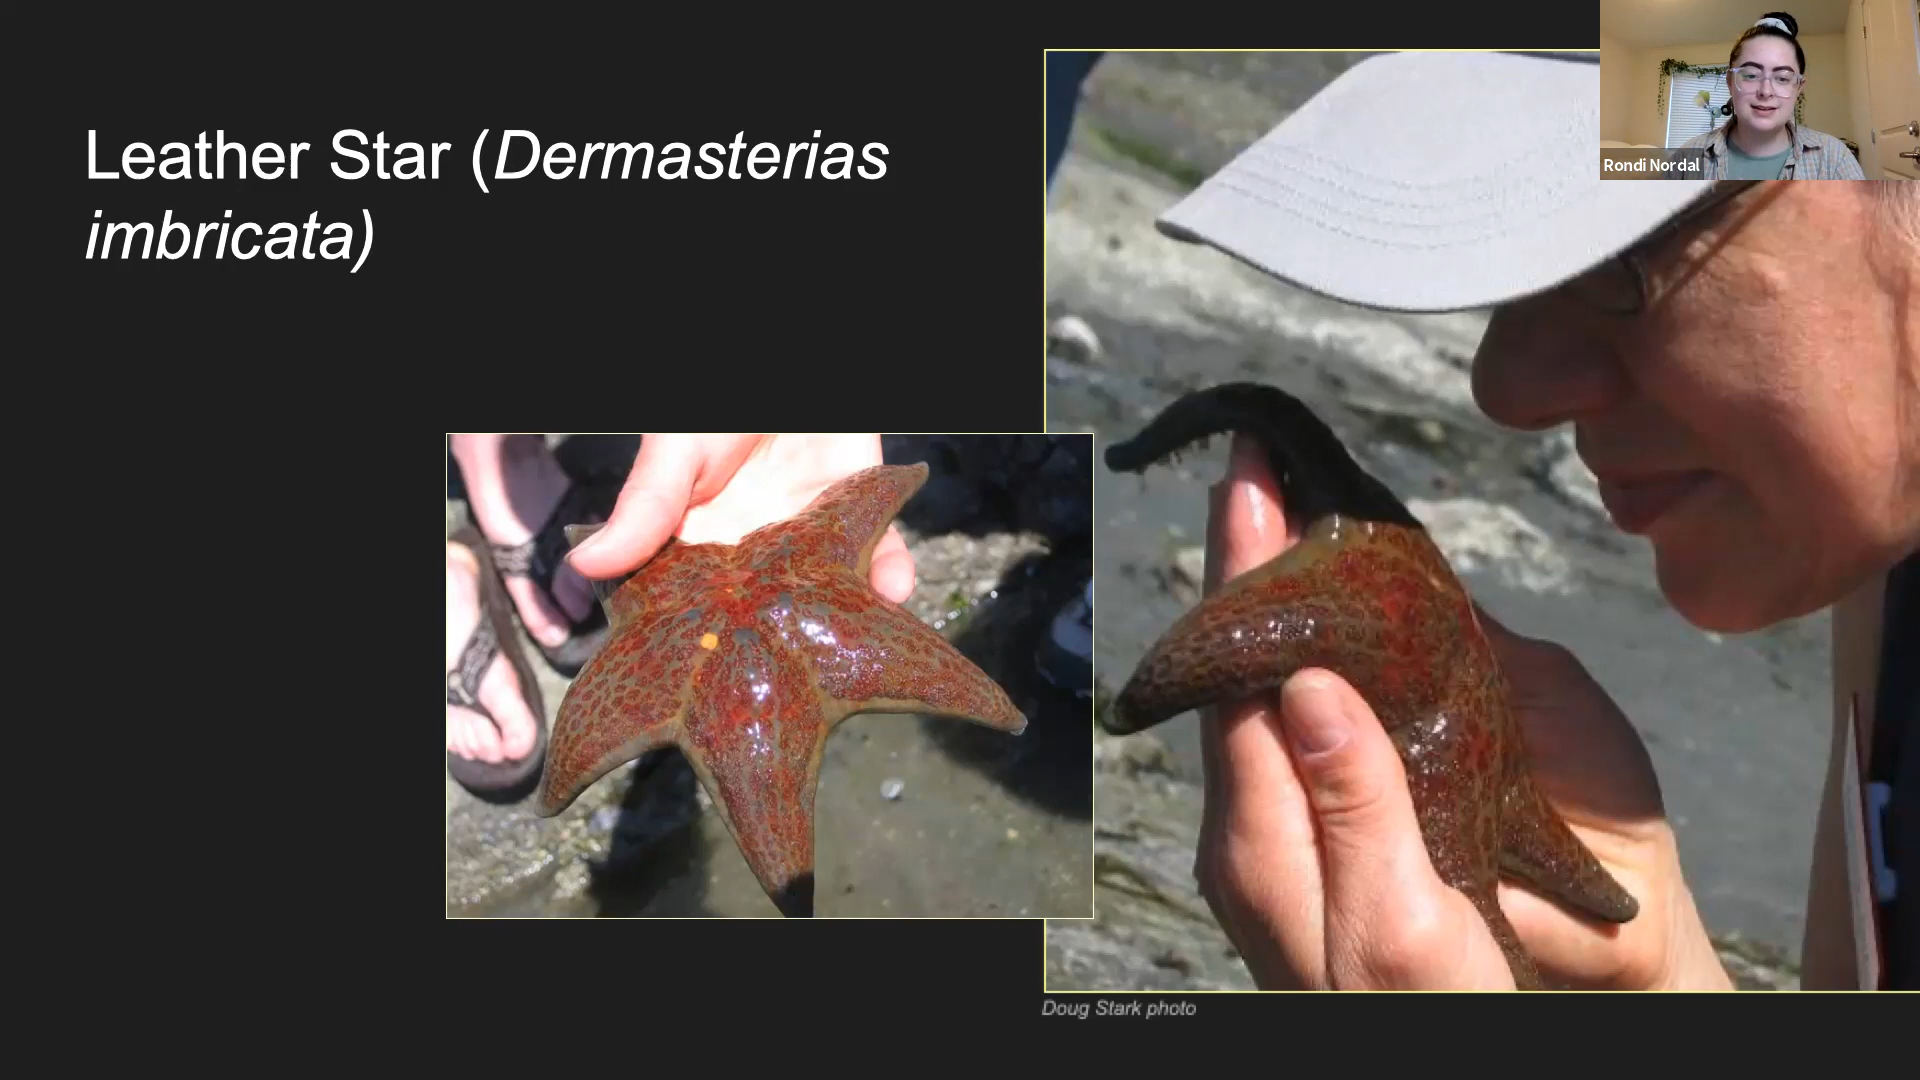 Leather Star (Dermasterias
imbricata)
Rondi Nordal
Doug Stark photo